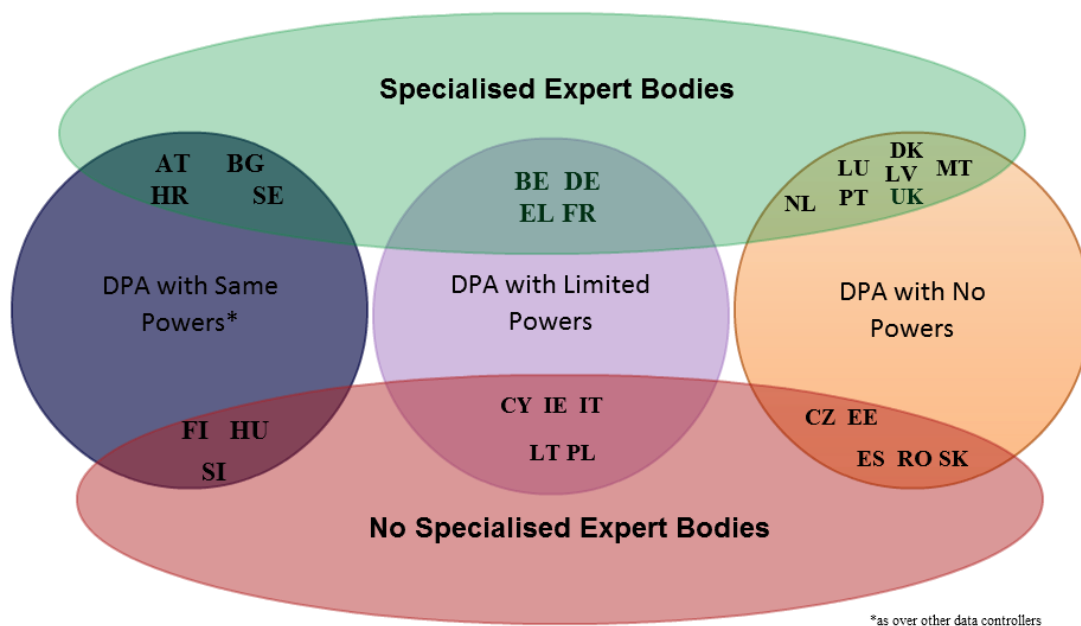 Specialised Expert Bodies
AT BG
HR SE
BE DE
EL FR
DK
LU LV MT
NL PT UK
DPA with Same
Powers*
DPA with Limited
Powers
DPA with No
Powers
FI HU
SI
CY IE IT
LT PL
CZ EE
ES RO SK
No Specialised Expert Bodies
*as over other data controllers